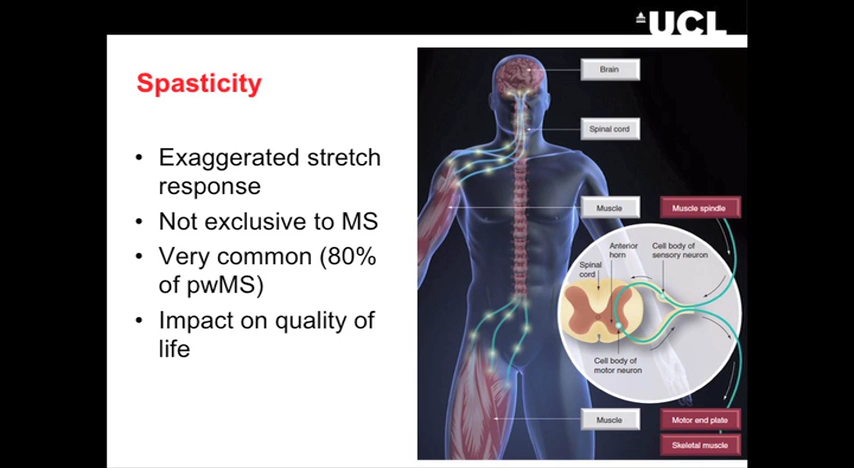 UCL
Spasticity
• Exaggerated stretch
response
• Not exclusive to MS
• Very common (80%
of pwMS)
• Impact on quality of
life
Brain
Spinal cord
Muscle
Muscle spindle
Anterior
horn
Cell body of
sensory neuron
Spinal
cord
Cell body of
motor neuron
Muscle
Motor end plate
Skeletal muscle